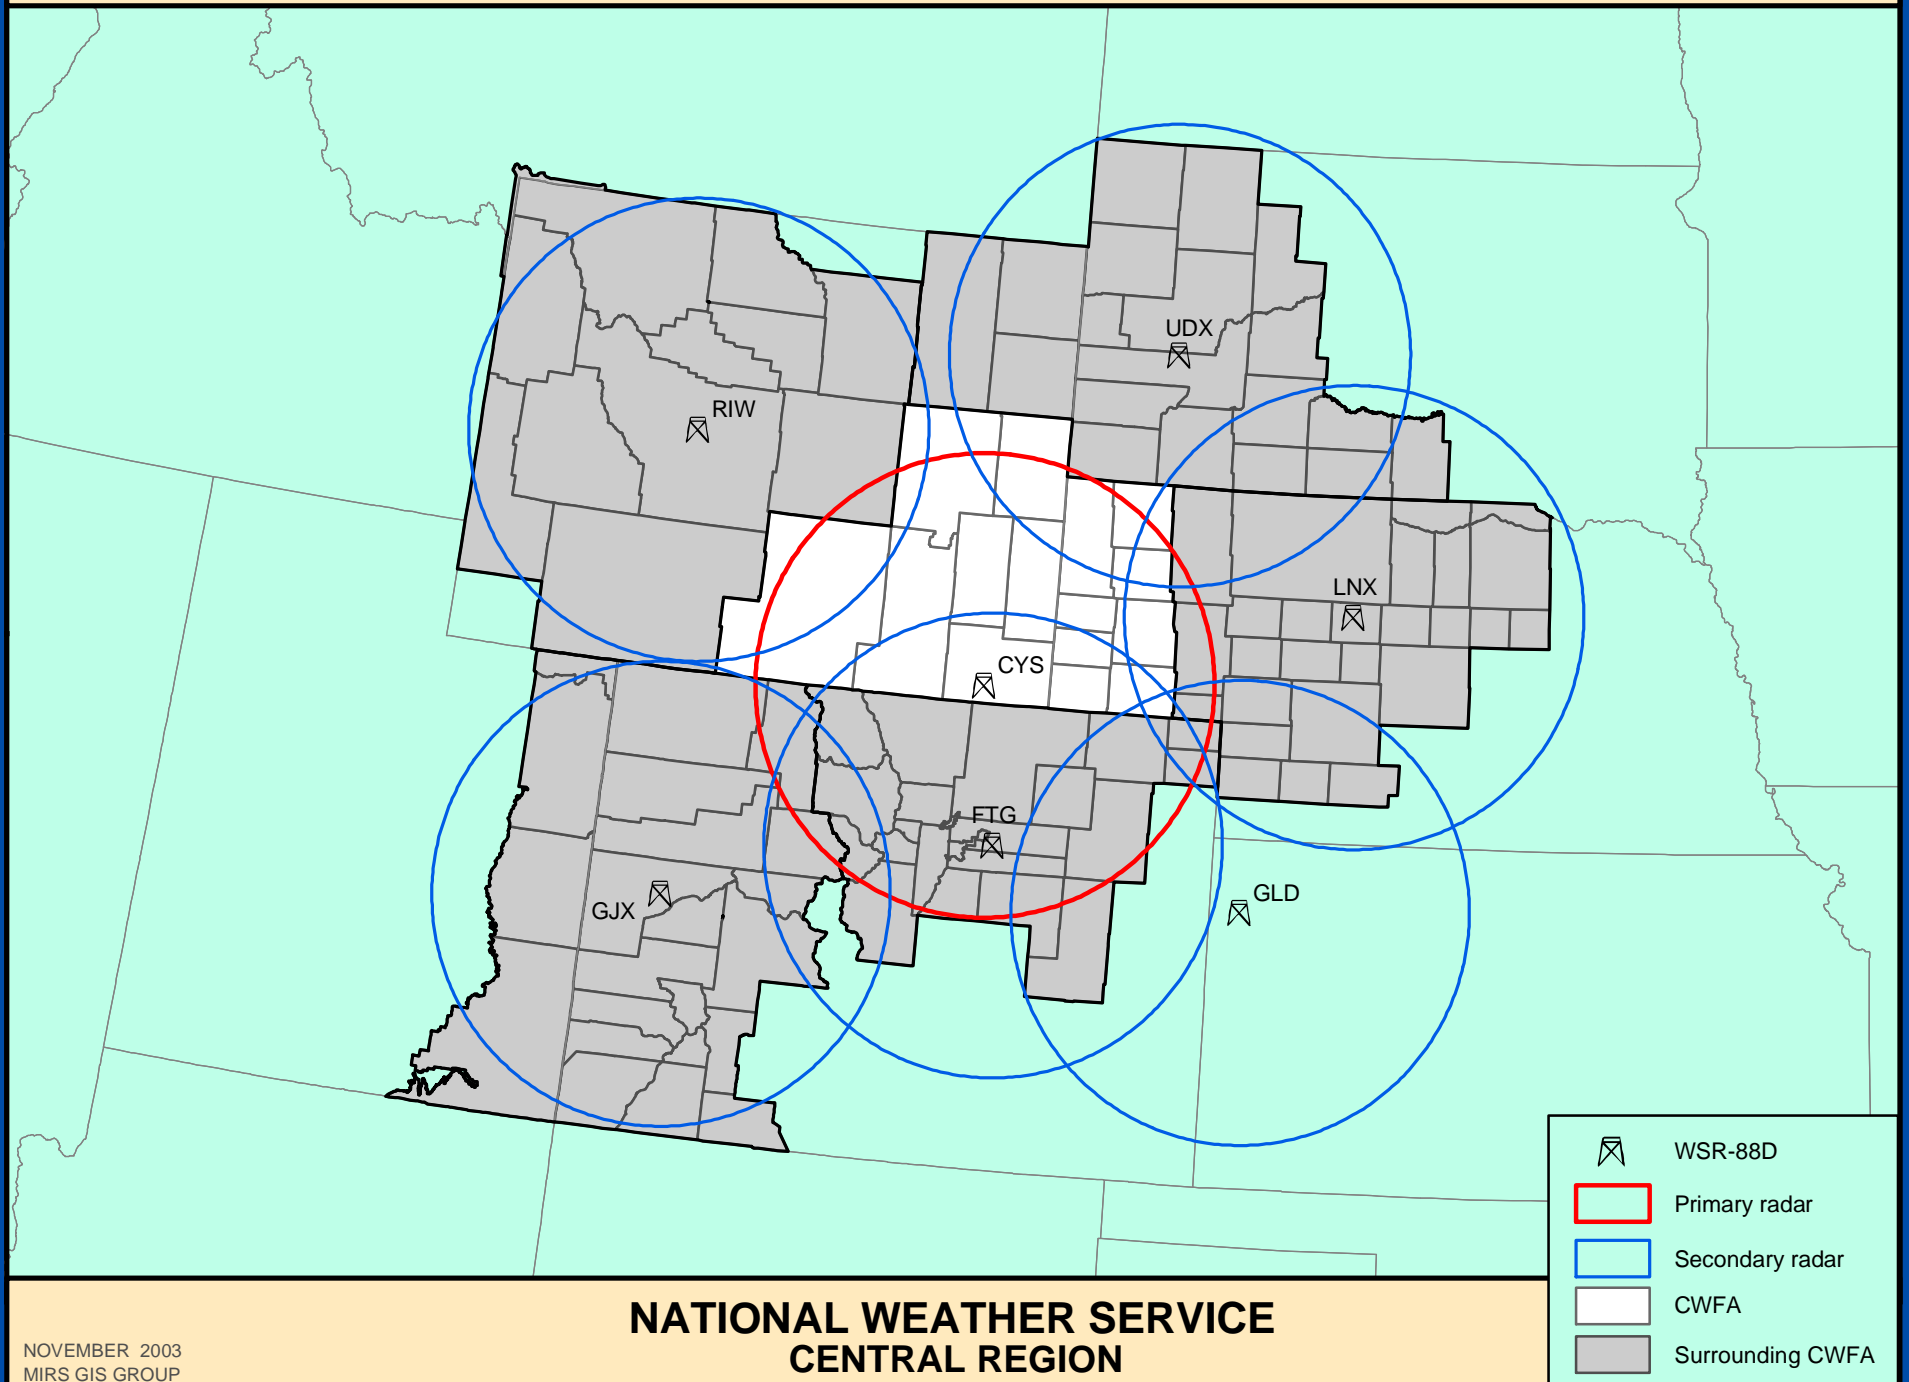 UDX
RIW
LNX
CYS
FTG
GJX
GLD
WSR-88D
Primary radar
Secondary radar
CWFA
Surrounding CWFA
NATIONAL WEATHER SERVICE
CENTRAL REGION
NOVEMBER 2003
MIRS GIS GROUP